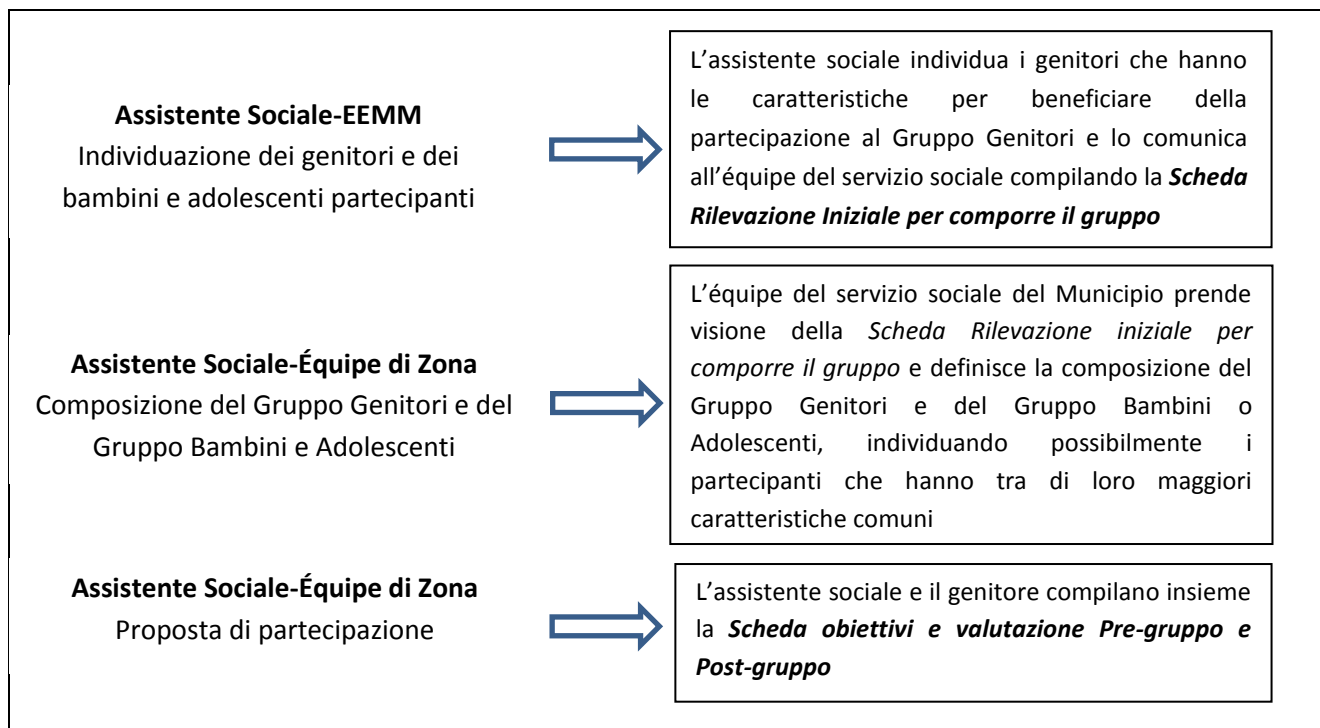 Assistente Sociale-EEMM
Individuazione dei genitori e dei
bambini e adolescenti partecipanti
L’assistente sociale individua i genitori che hanno
le caratteristiche per beneficiare della
partecipazione al Gruppo Genitori e lo comunica
all’équipe del servizio sociale compilando la Scheda
Rilevazione Iniziale per comporre il gruppo
Assistente Sociale-Équipe di Zona
Composizione del Gruppo Genitori e del
Gruppo Bambini e Adolescenti
L’équipe del servizio sociale del Municipio prende
visione della Scheda Rilevazione iniziale per
comporre il gruppo e definisce la composizione del
Gruppo Genitori e del Gruppo Bambini o
Adolescenti, individuando possibilmente i
partecipanti che hanno tra di loro maggiori
caratteristiche comuni
Assistente Sociale-Équipe di Zona
Proposta di partecipazione
L’assistente sociale e il genitore compilano insieme
la Scheda obiettivi e valutazione Pre-gruppo e
Post-gruppo